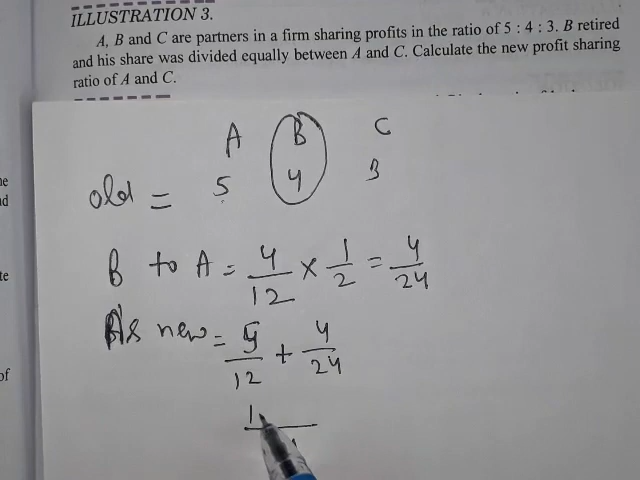 ILLUSTRATION 3.
A, B and C are partners in a firm sharing profits in the ratio of 5 : 4 : 3. B retired
and his share was divided equally between A and C. Calculate the new profit sharing
ratio of A and C.
A B C
old = 5 4 3
B to A = 4/12 × 1/2 = 4/24
A's new = 5/12 + 4/24
1